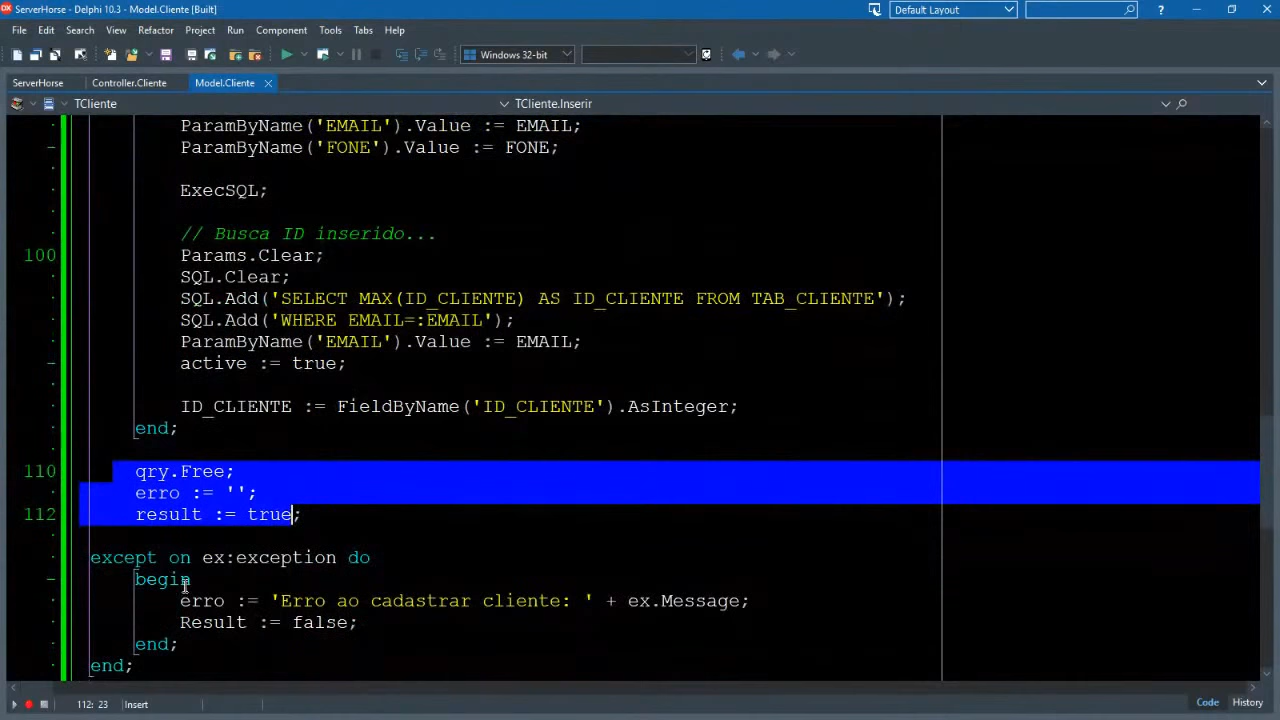 DX ServerHorse - Delphi 10.3 - Model.Cliente [Built]
Default Layout
?
File Edit Search View Refactor Project Run Component Tools Tabs Help
Windows 32-bit
ServerHorse Controller.Cliente Model.Cliente
TCliente TCliente.Inserir
ParamByName('EMAIL').Value := EMAIL;
ParamByName('FONE').Value := FONE;
ExecSQL;
// Busca ID inserido...
100 Params.Clear;
SQL.Clear;
SQL.Add('SELECT MAX(ID_CLIENTE) AS ID_CLIENTE FROM TAB_CLIENTE');
SQL.Add('WHERE EMAIL=:EMAIL');
ParamByName('EMAIL').Value := EMAIL;
active := true;
ID_CLIENTE := FieldByName('ID_CLIENTE').AsInteger;
end;
110 qry.Free;
erro := '';
112 result := true;
except on ex:exception do
begin
erro := 'Erro ao cadastrar cliente: ' + ex.Message;
Result := false;
end;
end;
112: 23 Insert
Code History